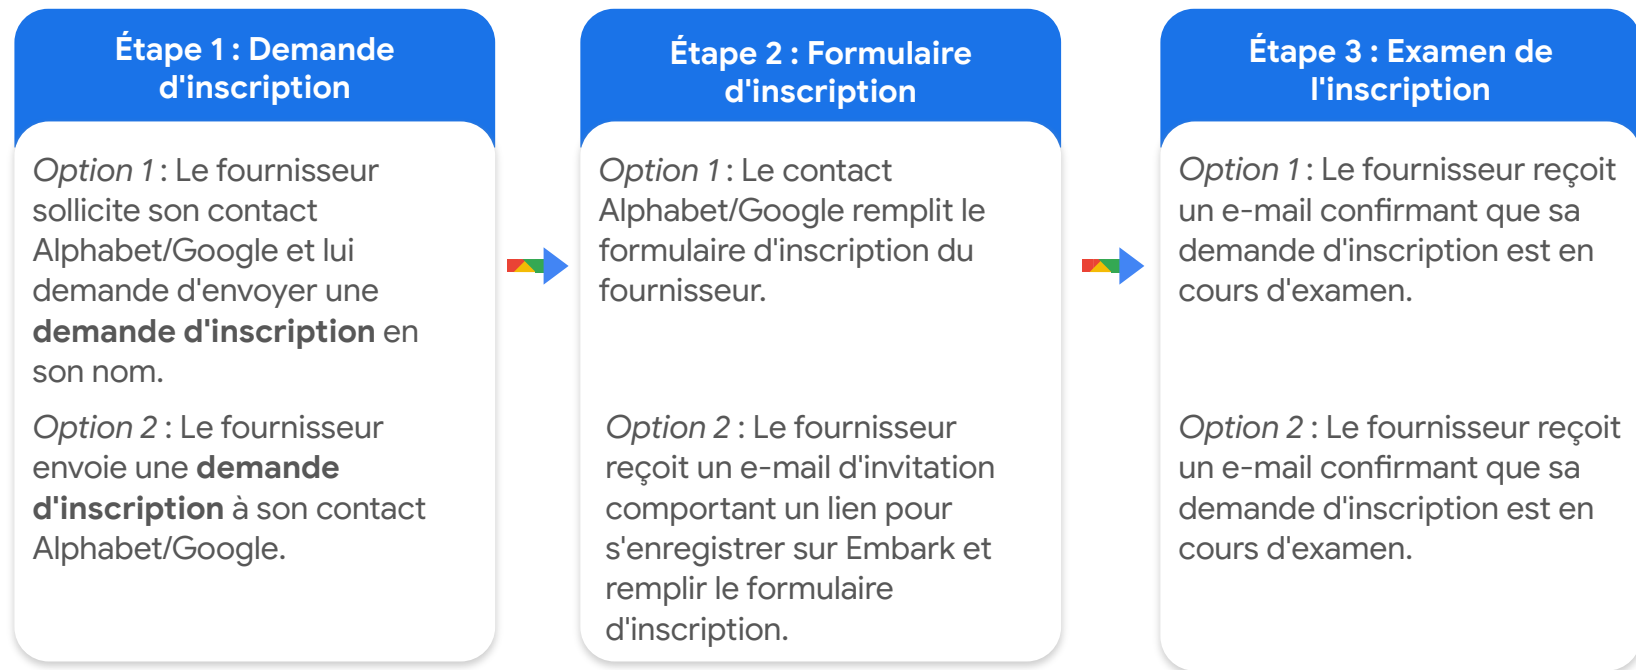 Étape 1 : Demande
d'inscription
Option 1 : Le fournisseur
sollicite son contact
Alphabet/Google et lui
demande d'envoyer une
demande d'inscription en
son nom.
Option 2 : Le fournisseur
envoie une demande
d'inscription à son contact
Alphabet/Google.
Étape 2 : Formulaire
d'inscription
Option 1 : Le contact
Alphabet/Google remplit le
formulaire d'inscription du
fournisseur.
Option 2 : Le fournisseur
reçoit un e-mail d'invitation
comportant un lien pour
s'enregistrer sur Embark et
remplir le formulaire
d'inscription.
Étape 3 : Examen de
l'inscription
Option 1 : Le fournisseur reçoit
un e-mail confirmant que sa
demande d'inscription est en
cours d'examen.
Option 2 : Le fournisseur reçoit
un e-mail confirmant que sa
demande d'inscription est en
cours d'examen.